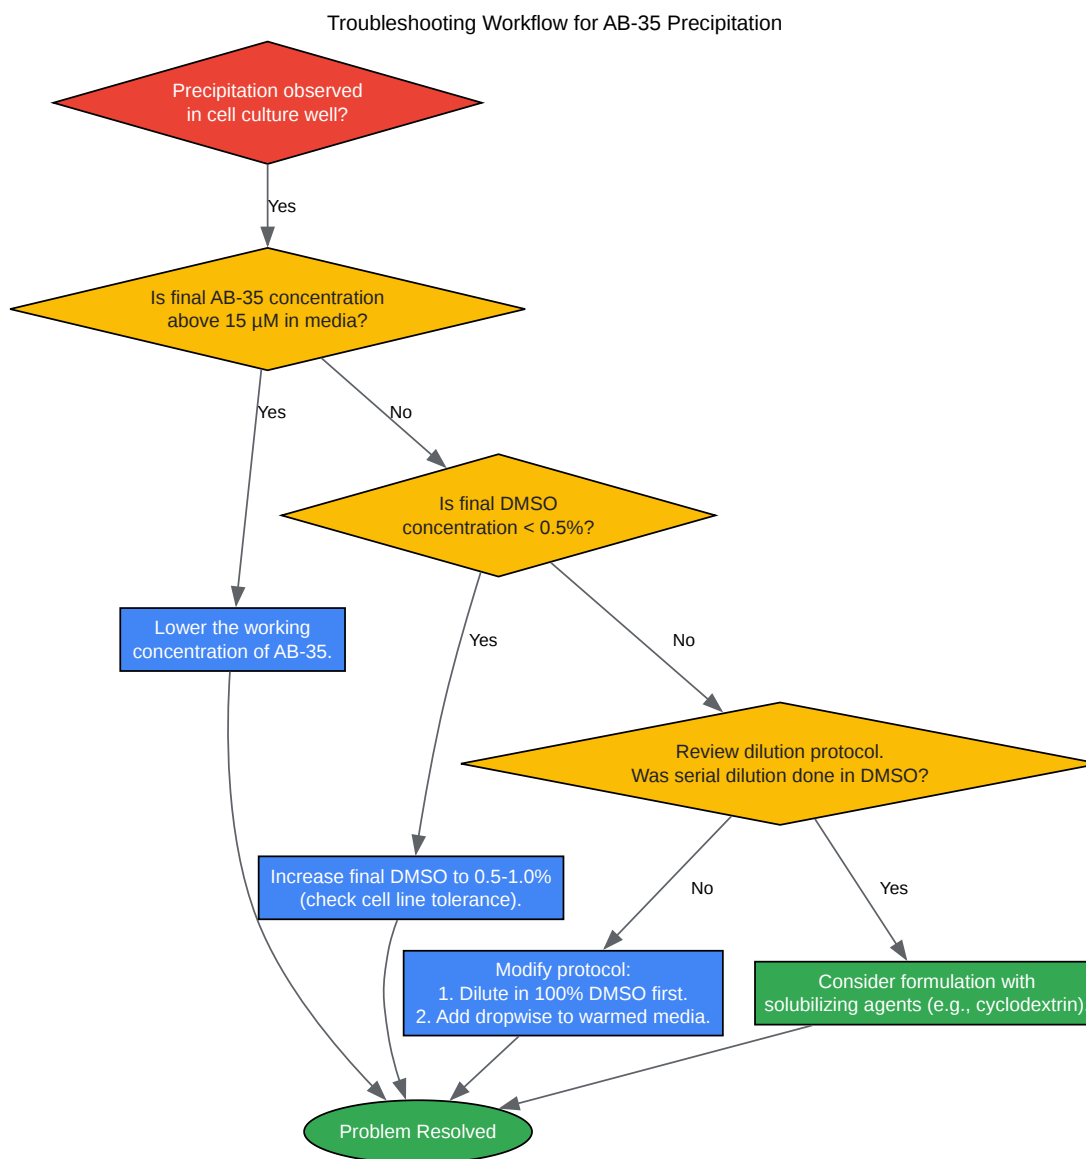 Troubleshooting Workflow for AB-35 Precipitation
Precipitation observed
in cell culture well?
Yes
Is final AB-35 concentration
above 15 µM in media?
Yes
No
Is final DMSO
concentration < 0.5%?
Lower the working
concentration of AB-35.
Yes
No
Review dilution protocol.
Was serial dilution done in DMSO?
Increase final DMSO to 0.5-1.0%
(check cell line tolerance).
No
Yes
Modify protocol:
1. Dilute in 100% DMSO first.
2. Add dropwise to warmed media.
Consider formulation with
solubilizing agents (e.g., cyclodextrin).
Problem Resolved